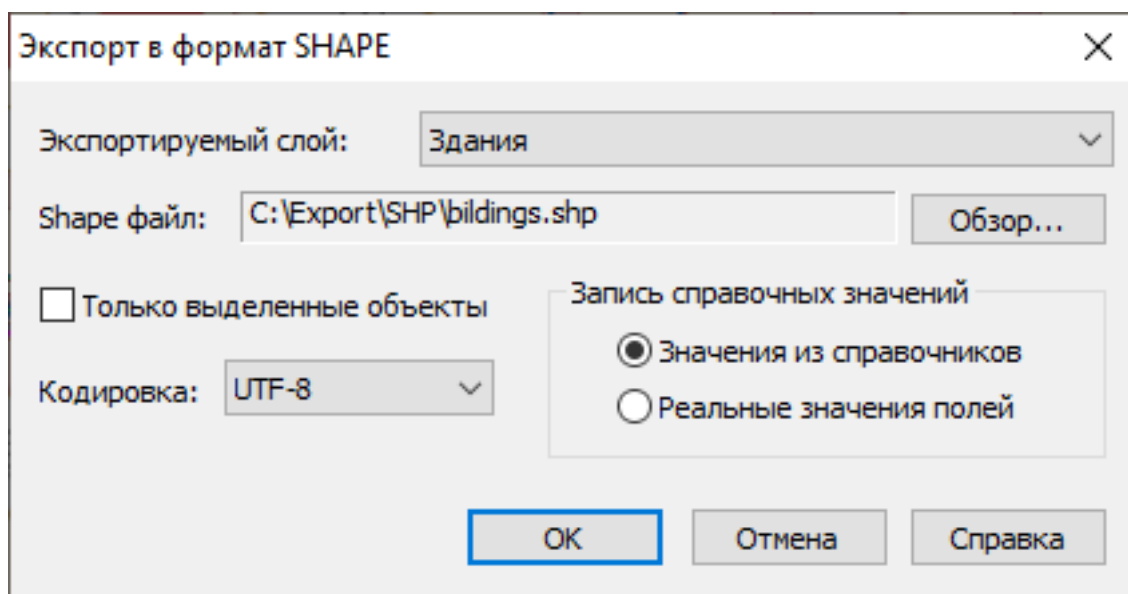 Экспорт в формат SHAPE
Экспортируемый слой: Здания
Shape файл: C:\Export\SHP\bildings.shp Обзор...
Только выделенные объекты
Запись справочных значений
Значения из справочников
Кодировка: UTF-8
Реальные значения полей
OK Отмена Справка